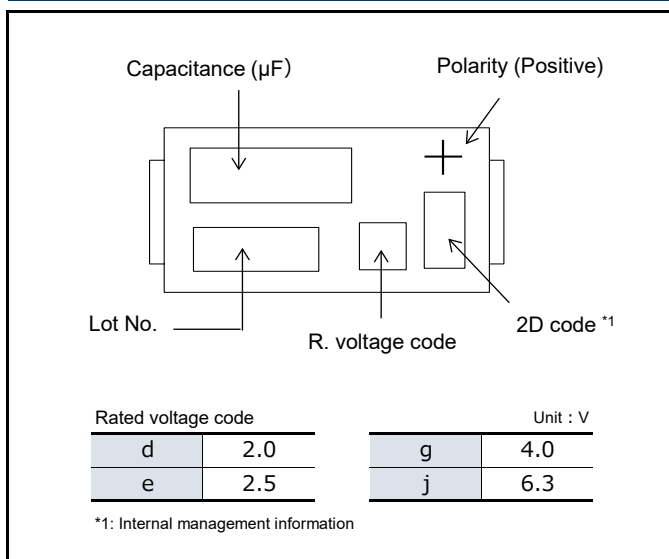 Capacitance (μF)
Polarity (Positive)
+
Lot No.
R. voltage code
2D code *1
Rated voltage code
Unit : V
d 2.0 g 4.0
e 2.5 j 6.3
*1: Internal management information